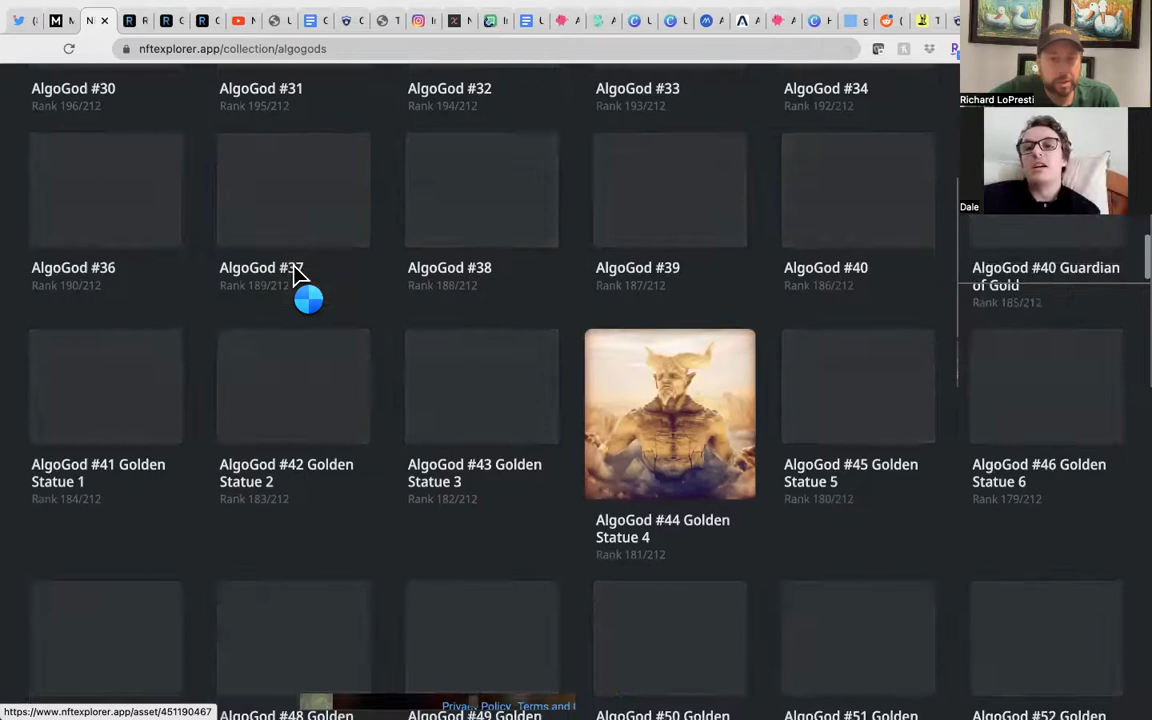 nftexplorer.app/collection/algogods
Richard LoPresti
Dale
AlgoGod #30
Rank 196/212
AlgoGod #31
Rank 195/212
AlgoGod #32
Rank 194/212
AlgoGod #33
Rank 193/212
AlgoGod #34
Rank 192/212
AlgoGod #36
Rank 190/212
AlgoGod #37
Rank 189/212
AlgoGod #38
Rank 188/212
AlgoGod #39
Rank 187/212
AlgoGod #40
Rank 186/212
AlgoGod #40 Guardian
of Gold
Rank 185/212
AlgoGod #41 Golden
Statue 1
Rank 184/212
AlgoGod #42 Golden
Statue 2
Rank 183/212
AlgoGod #43 Golden
Statue 3
Rank 182/212
AlgoGod #44 Golden
Statue 4
Rank 181/212
AlgoGod #45 Golden
Statue 5
Rank 180/212
AlgoGod #46 Golden
Statue 6
Rank 179/212
Privacy Policy Terms and
https://www.nftexplorer.app/asset/451190467
AlgoGod #48 Golden
AlgoGod #49 Golden
AlgoGod #50 Golden
AlgoGod #51 Golden
AlgoGod #52 Golden